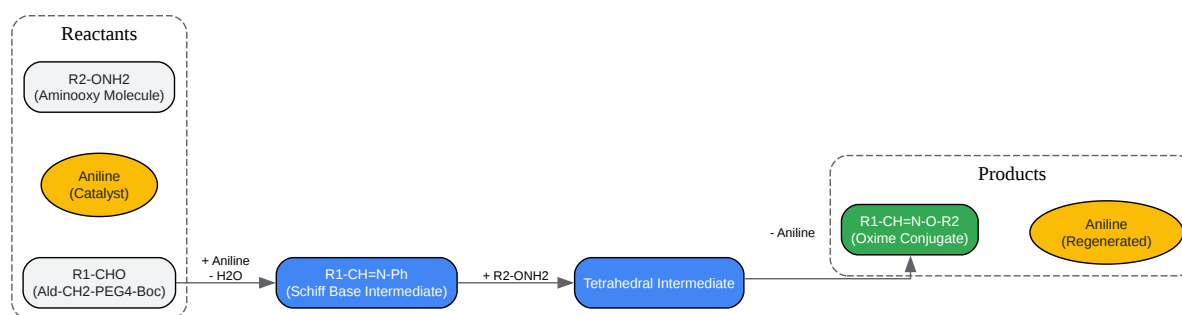 Reactants
R2-ONH2
(Aminooxy Molecule)
Aniline
(Catalyst)
R1-CHO
(Ald-CH2-PEG4-Boc)
+ Aniline
- H2O
R1-CH=N-Ph
(Schiff Base Intermediate)
+ R2-ONH2
Tetrahedral Intermediate
- Aniline
Products
R1-CH=N-O-R2
(Oxime Conjugate)
Aniline
(Regenerated)